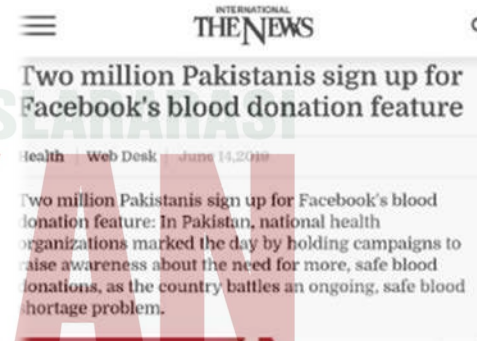 INTERNATIONAL
THE NEWS
Two million Pakistanis sign up for
Facebook's blood donation feature
SLARARASI
Health Web Desk June 14,2019
AN
Two million Pakistanis sign up for Facebook's blood
donation feature: In Pakistan, national health
organizations marked the day by holding campaigns to
raise awareness about the need for more, safe blood
donations, as the country battles an ongoing, safe blood
shortage problem.